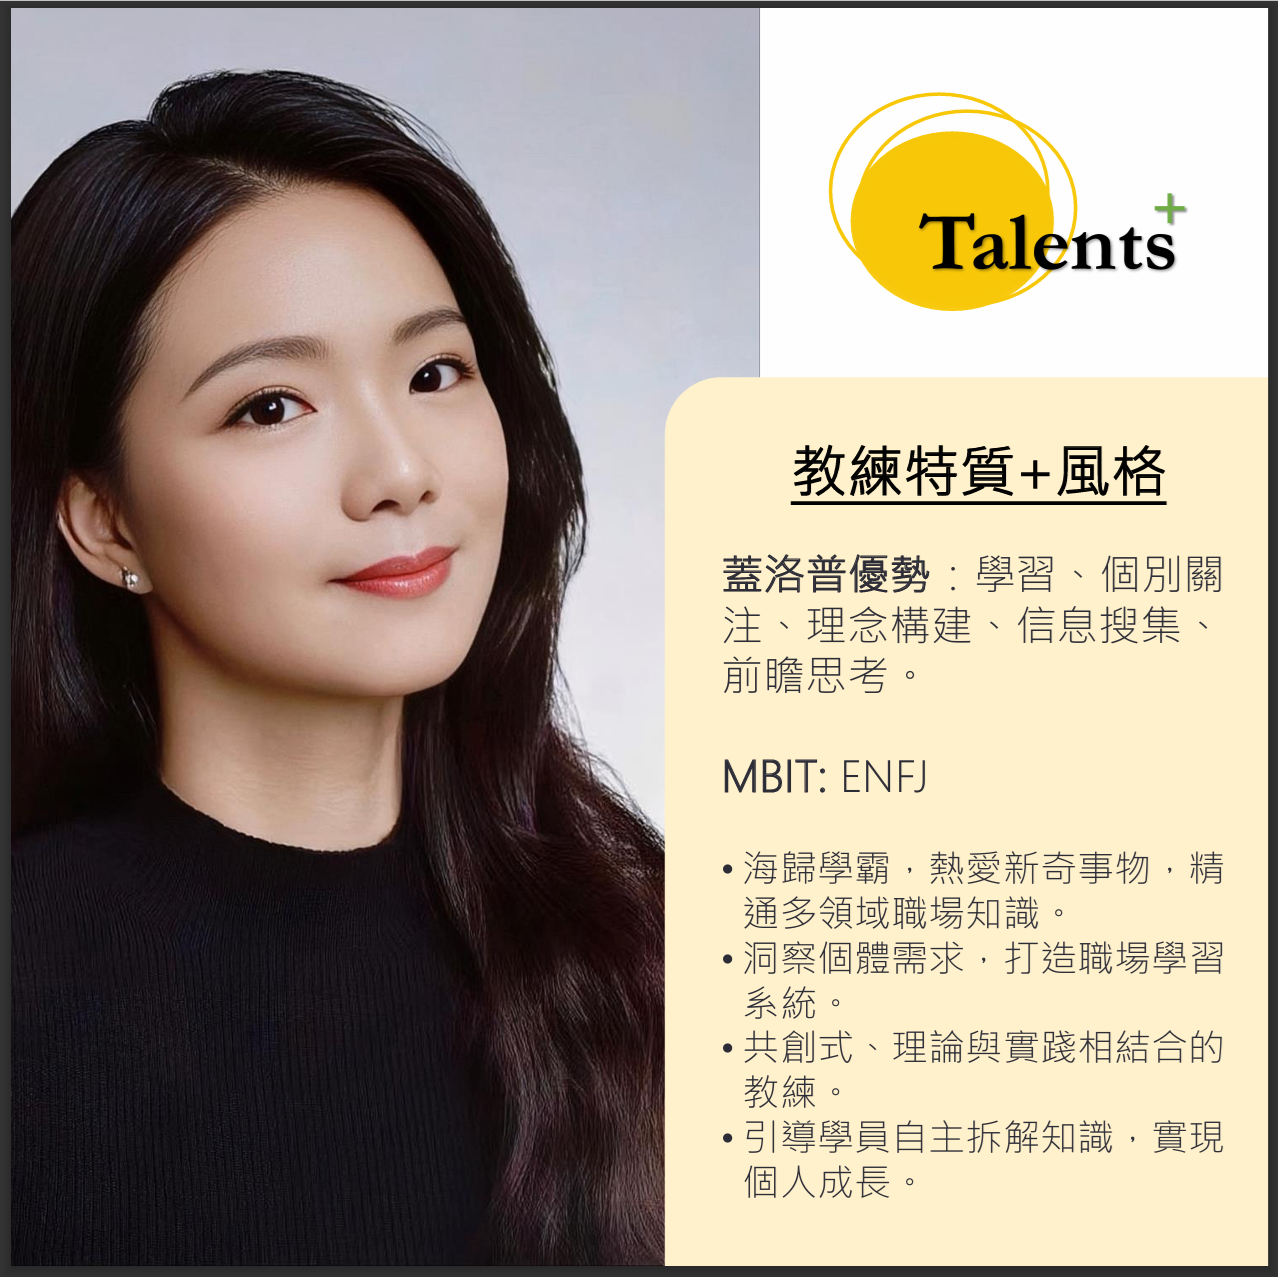 Talents+
教練特質+風格
蓋洛普優勢：學習、個別關
注、理念構建、信息搜集、
前瞻思考。
MBIT: ENFJ
• 海歸學霸，熱愛新奇事物，精
通多領域職場知識。
• 洞察個體需求，打造職場學習
系統。
• 共創式、理論與實踐相結合的
教練。
• 引導學員自主拆解知識，實現
個人成長。